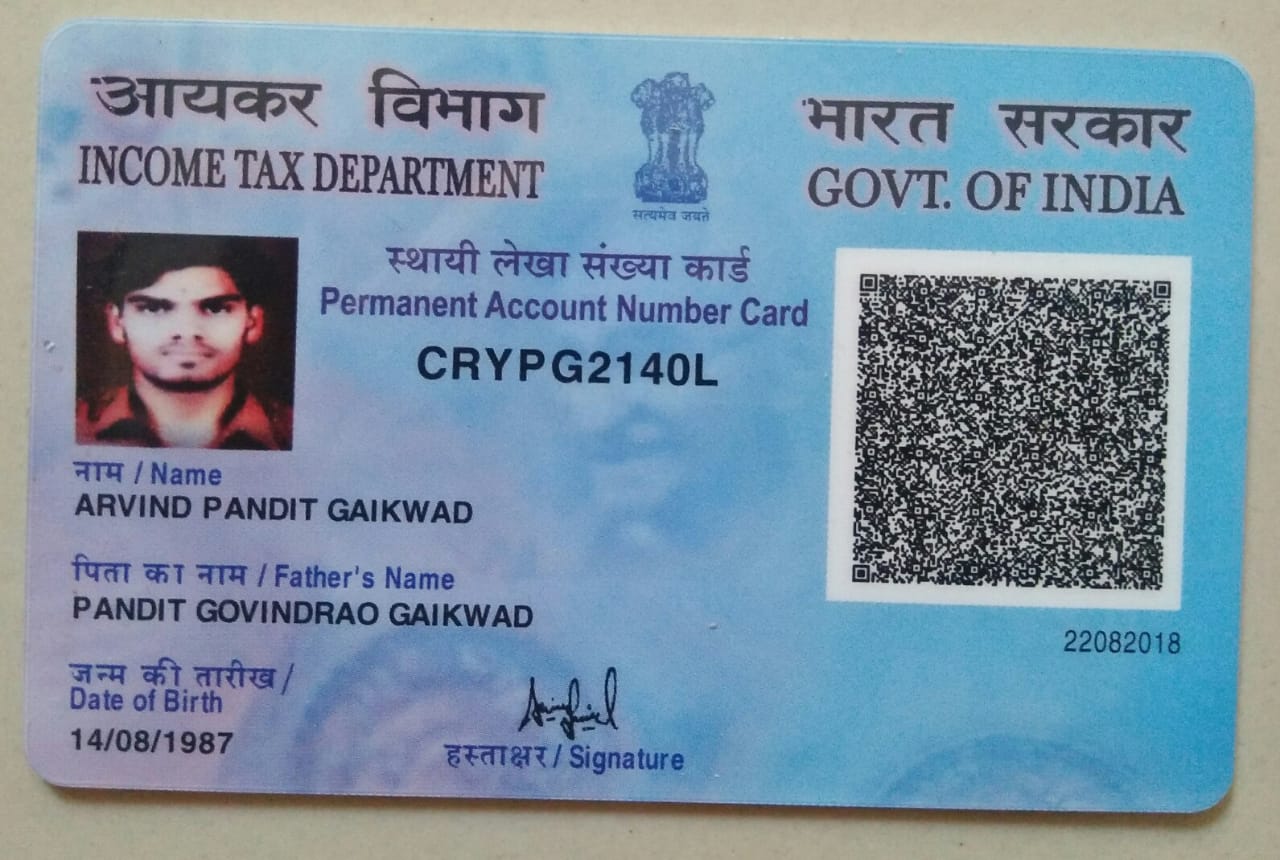 आयकर विभाग
INCOME TAX DEPARTMENT
सत्यमेव जयते
भारत सरकार
GOVT. OF INDIA
स्थायी लेखा संख्या कार्ड
Permanent Account Number Card
CRYPG2140L
नाम / Name
ARVIND PANDIT GAIKWAD
पिता का नाम / Father's Name
PANDIT GOVINDRAO GAIKWAD
22082018
जन्म की तारीख /
Date of Birth
14/08/1987
हस्ताक्षर / Signature